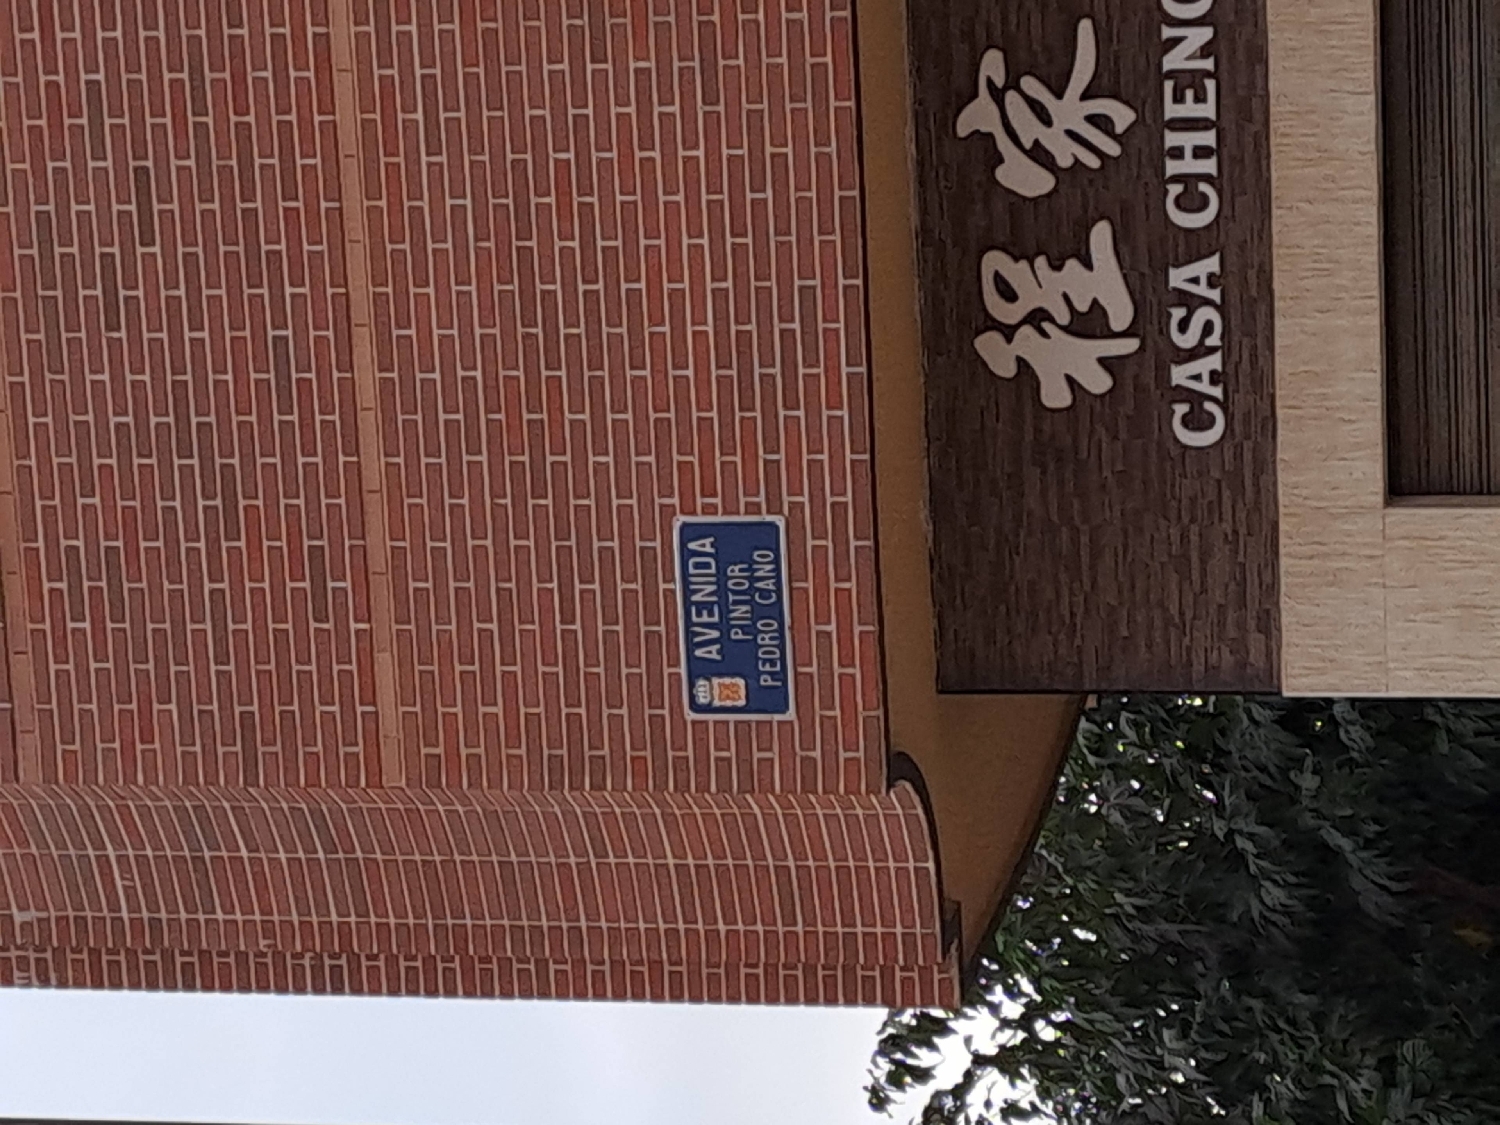 AVENIDA
PINTOR
PEDRO CANO
程家
CASA CHENG